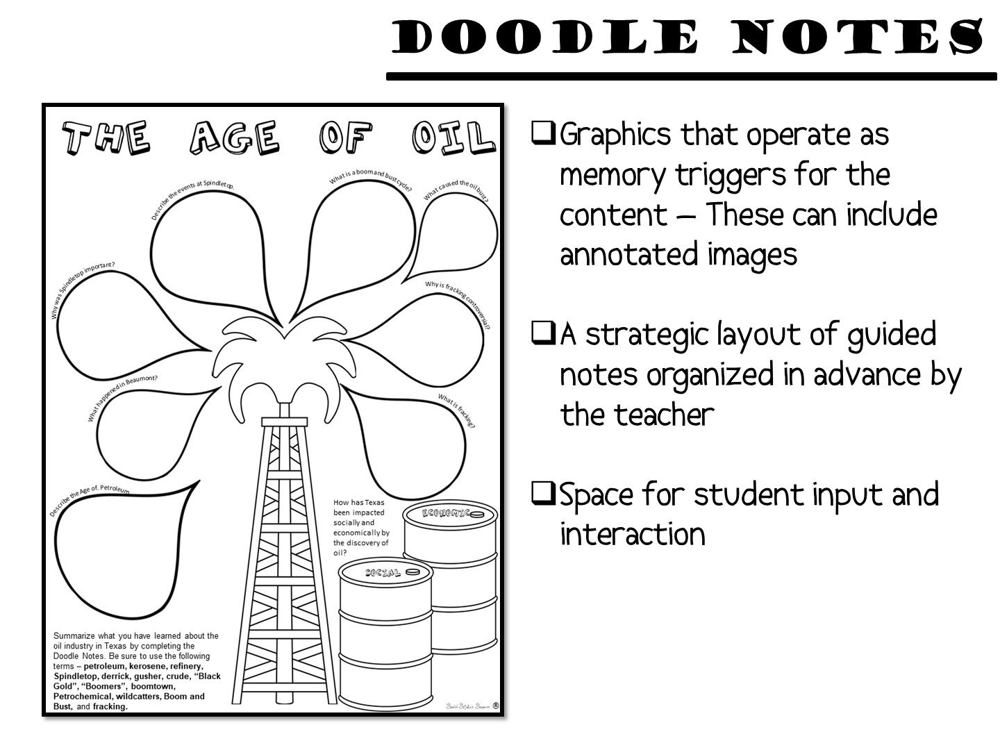 DOODLE NOTES
THE AGE OF OIL
Describe the events at Spindletop.
What is a boom and bust cycle?
What caused the oil bust?
Why was Spindletop important?
Why is fracking controversial?
What happened in Beaumont?
What is fracking?
Describe the Age of. Petroleum
How has Texas
been impacted
socially and
economically by
the discovery of
oil?
ECONOMIC
SOCIAL
Summarize what you have learned about the
oil industry in Texas by completing the
Doodle Notes. Be sure to use the following
terms – petroleum, kerosene, refinery,
Spindletop, derrick, gusher, crude, “Black
Gold”, “Boomers”, boomtown,
Petrochemical, wildcatters, Boom and
Bust, and fracking.
®
Graphics that operate as
memory triggers for the
content – These can include
annotated images
A strategic layout of guided
notes organized in advance by
the teacher
Space for student input and
interaction